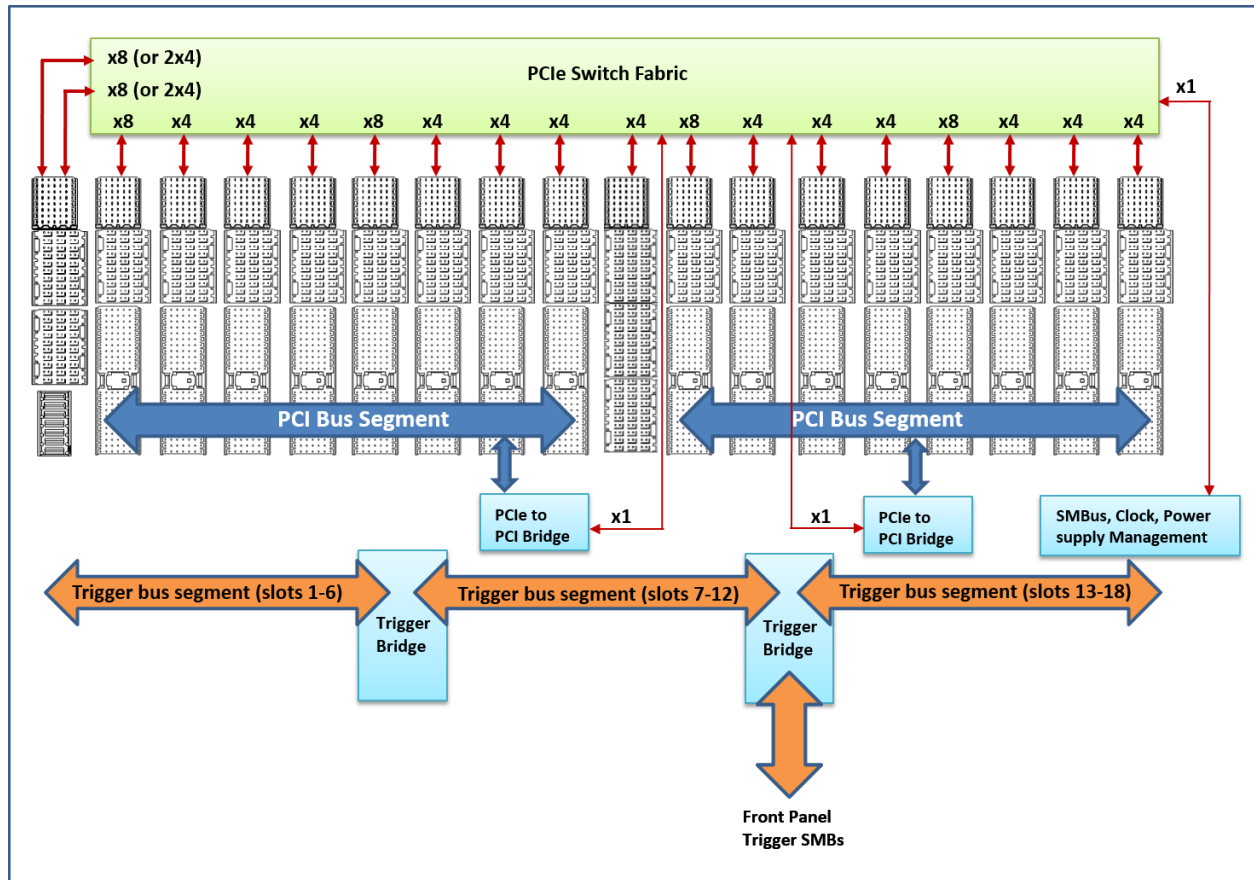 x8 (or 2x4)
PCIe Switch Fabric
x8 (or 2x4)
x1
x8 x4 x4 x4 x8 x4 x4 x4 x4 x8 x4 x4 x4 x8 x4 x4 x4
PCI Bus Segment
PCI Bus Segment
PCIe to
PCI Bridge
x1
x1
PCIe to
PCI Bridge
SMBus, Clock, Power
supply Management
Trigger bus segment (slots 1-6)
Trigger bus segment (slots 7-12)
Trigger bus segment (slots 13-18)
Trigger
Bridge
Trigger
Bridge
Front Panel
Trigger SMBs